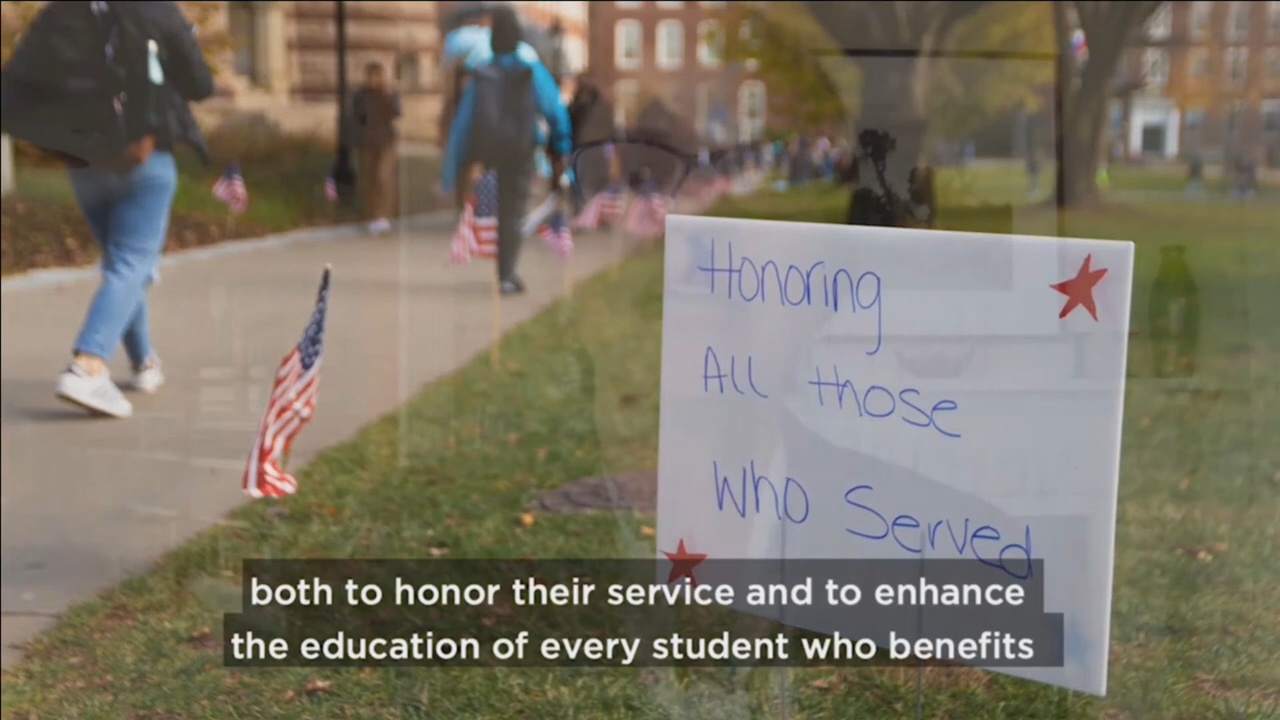 Honoring
All those
Who Served
both to honor their service and to enhance
the education of every student who benefits